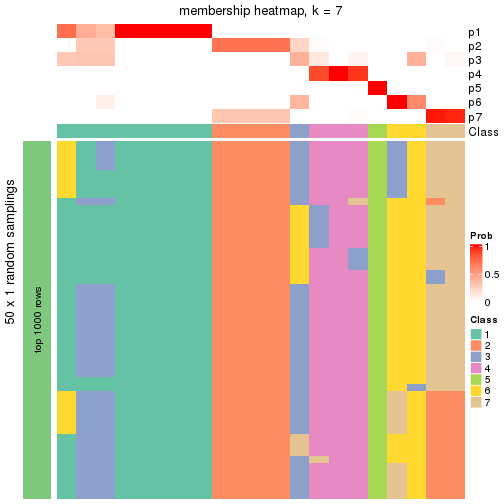 membership heatmap, k = 7
p1
p2
p3
p4
p5
p6
p7
Class
50 x 1 random samplings
top 1000 rows
Prob
1
0.5
0
Class
1
2
3
4
5
6
7